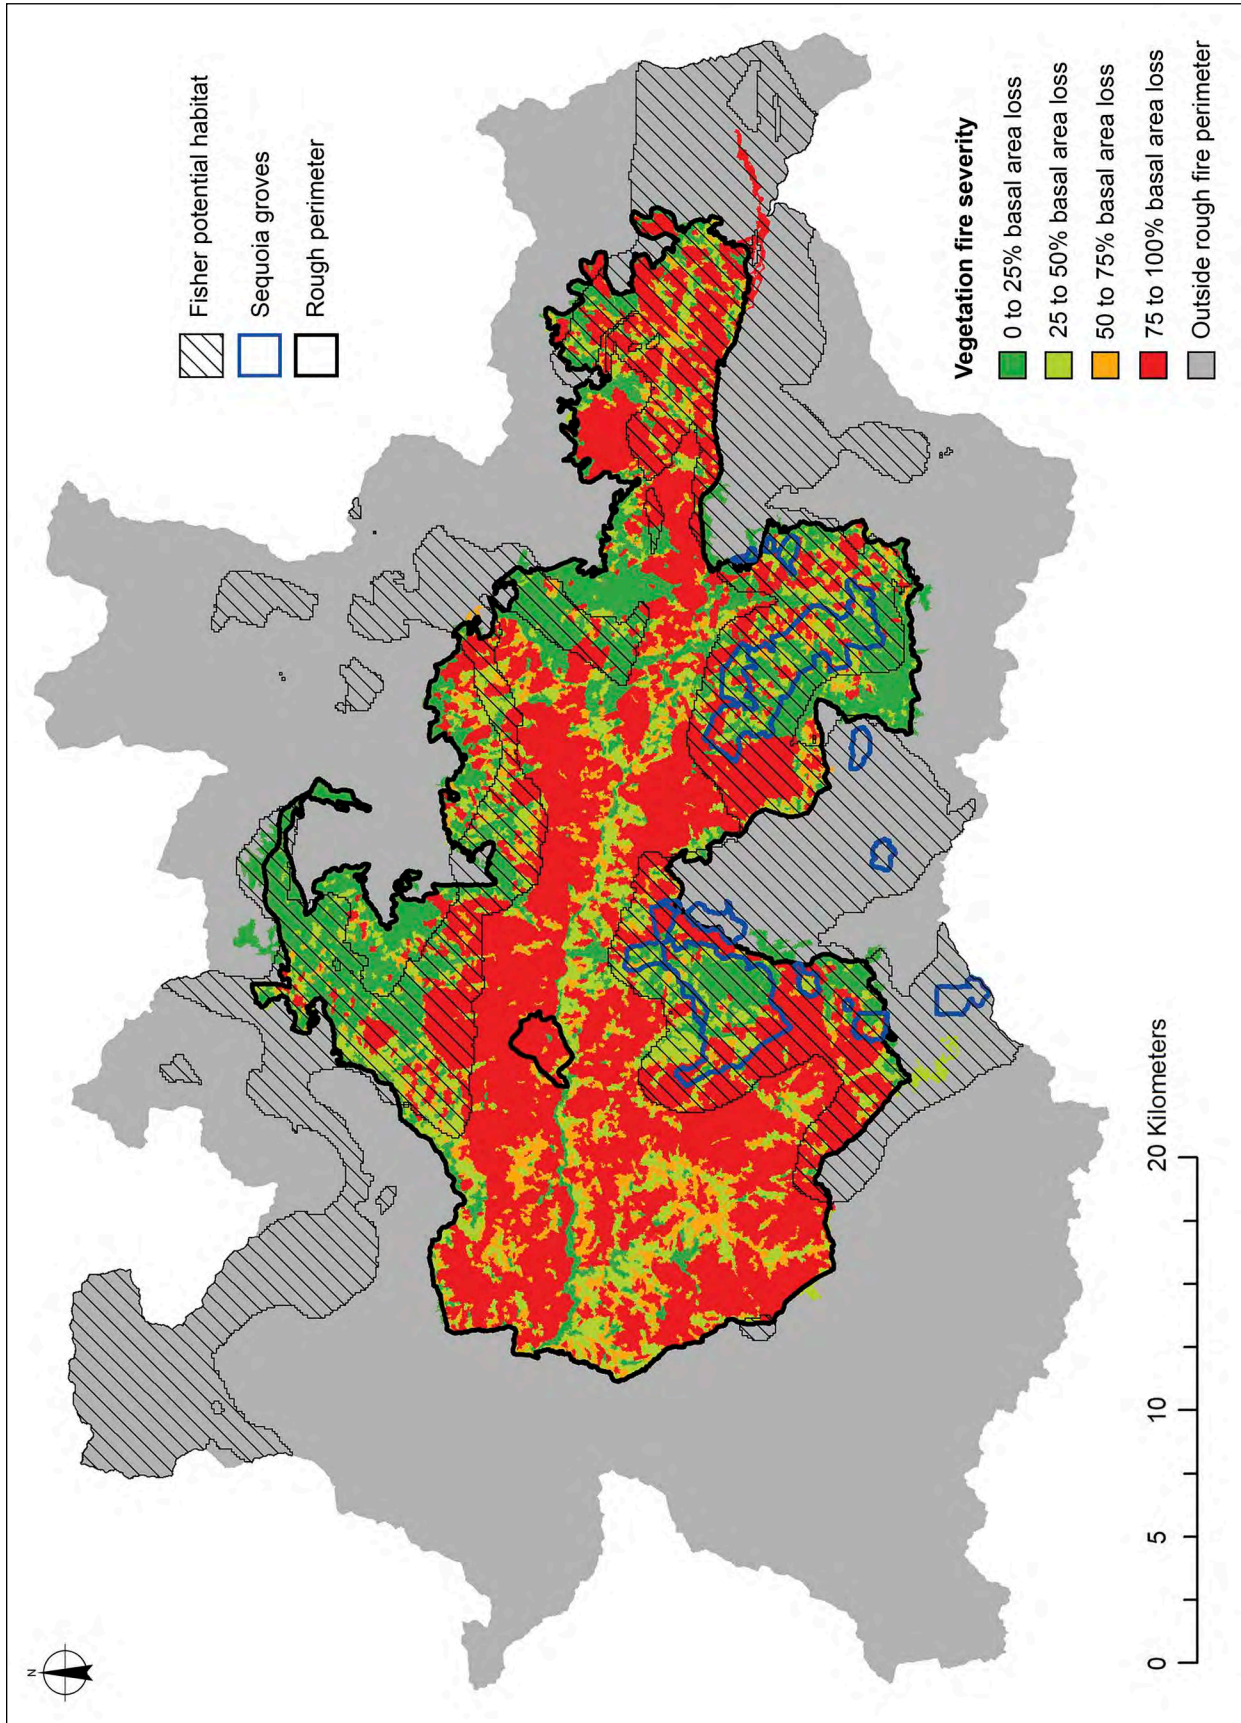 N
Fisher potential habitat
Sequoia groves
Rough perimeter
Vegetation fire severity
0 to 25% basal area loss
25 to 50% basal area loss
50 to 75% basal area loss
75 to 100% basal area loss
Outside rough fire perimeter
0 5 10 20 Kilometers